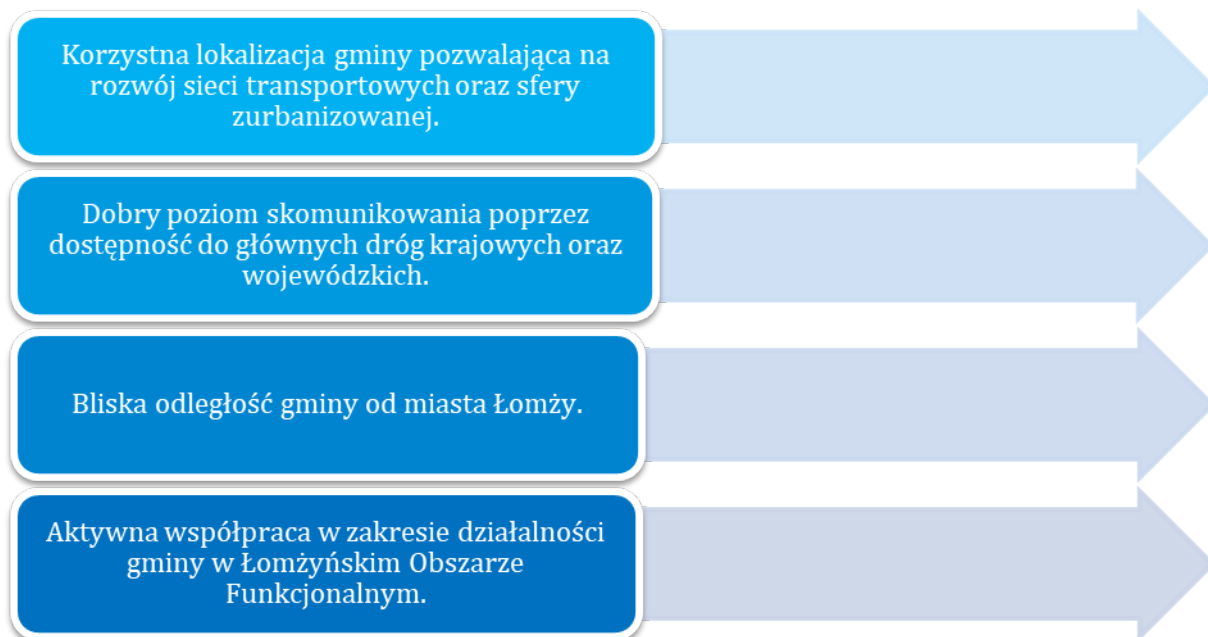 Korzystna lokalizacja gminy pozwalająca na
rozwój sieci transportowych oraz sfery
zurbanizowanej.
Dobry poziom skomunikowania poprzez
dostępność do głównych dróg krajowych oraz
wojewódzkich.
Bliska odległość gminy od miasta Łomży.
Aktywna współpraca w zakresie działalności
gminy w Łomżyńskim Obszarze
Funkcjonalnym.